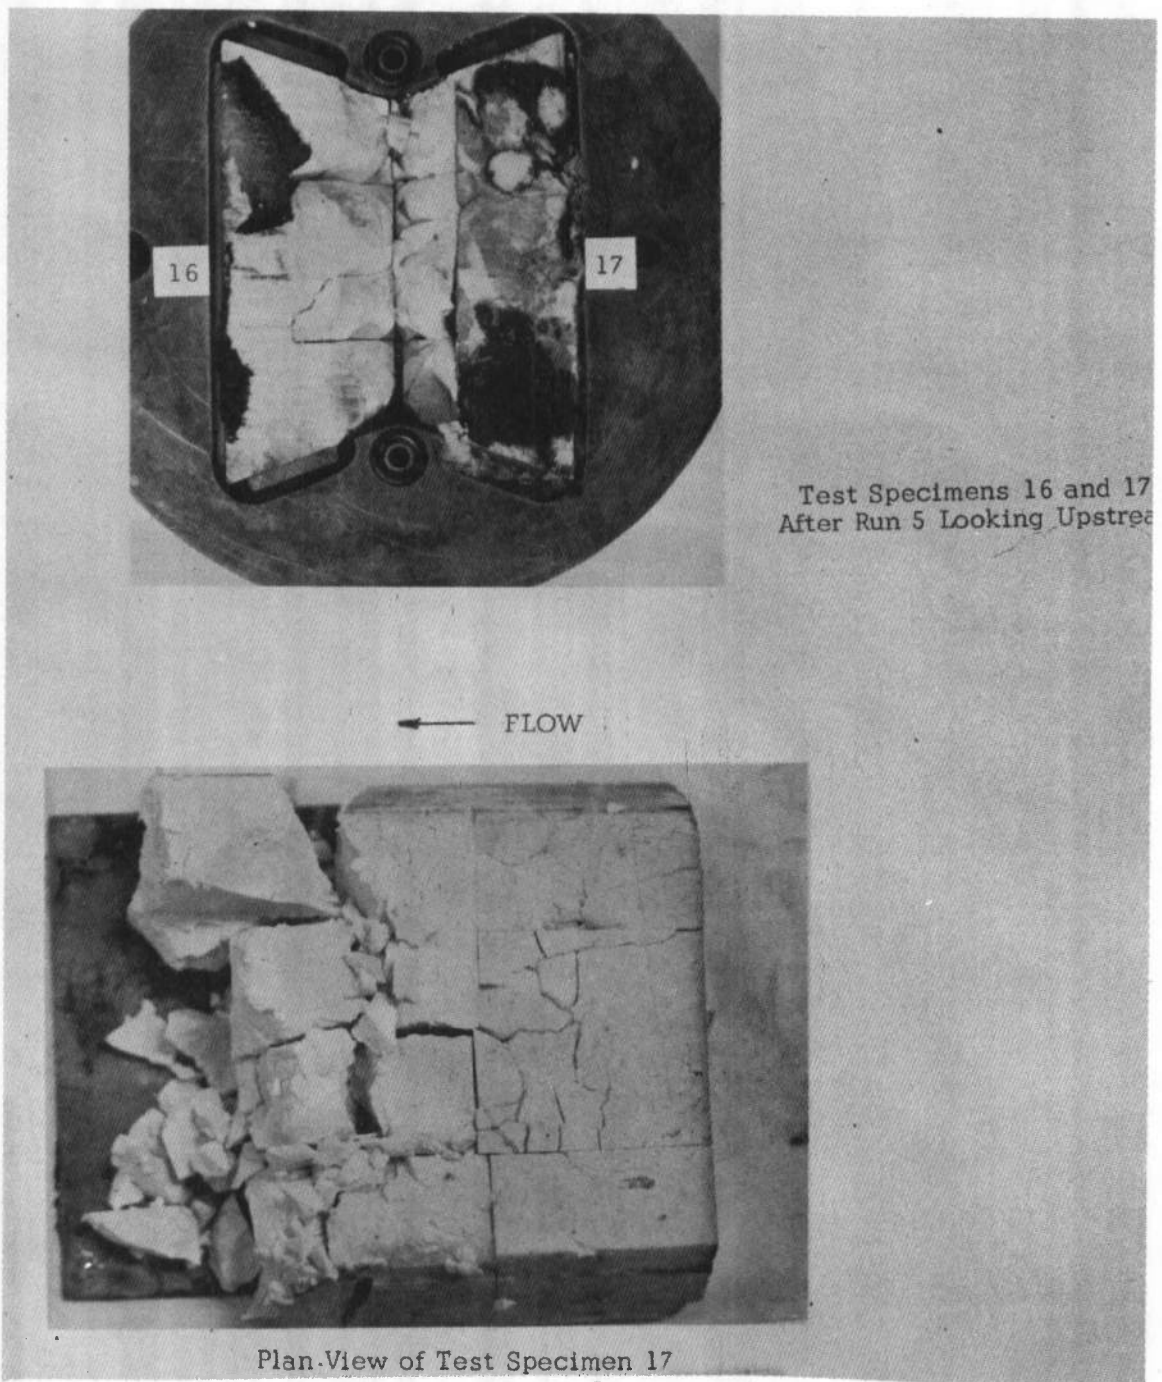 16
17
Test Specimens 16 and 17
After Run 5 Looking
FLOW
Plan View of Test Specimen 17